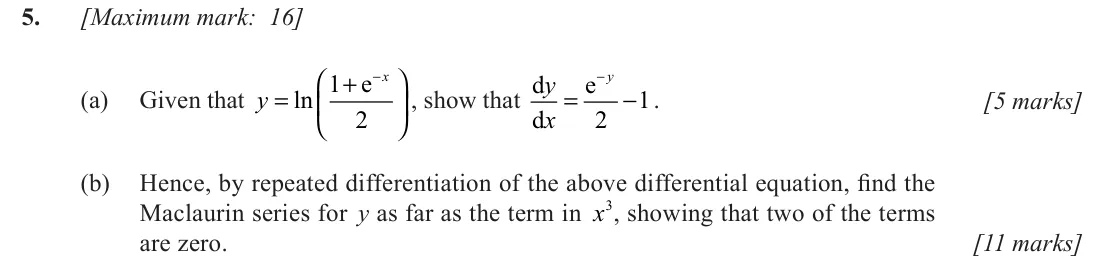 5. [Maximum mark: 16]
(a) Given that y = ln((1+e^{-x})/2), show that dy/dx = e^{-y}/2 − 1. [5 marks]
(b) Hence, by repeated differentiation of the above differential equation, find the
Maclaurin series for y as far as the term in x³, showing that two of the terms
are zero. [11 marks]